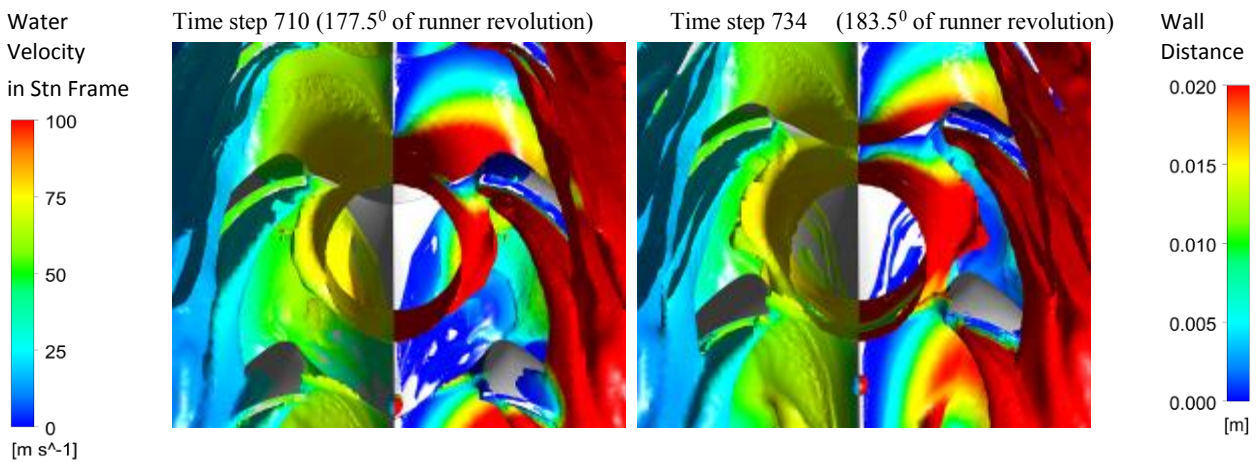 Water
Velocity
in Stn Frame
100
75
50
25
0
[m s^-1]
Time step 710 (177.5⁰ of runner revolution)
Time step 734 (183.5⁰ of runner revolution)
Wall
Distance
0.020
0.015
0.010
0.005
0.000
[m]